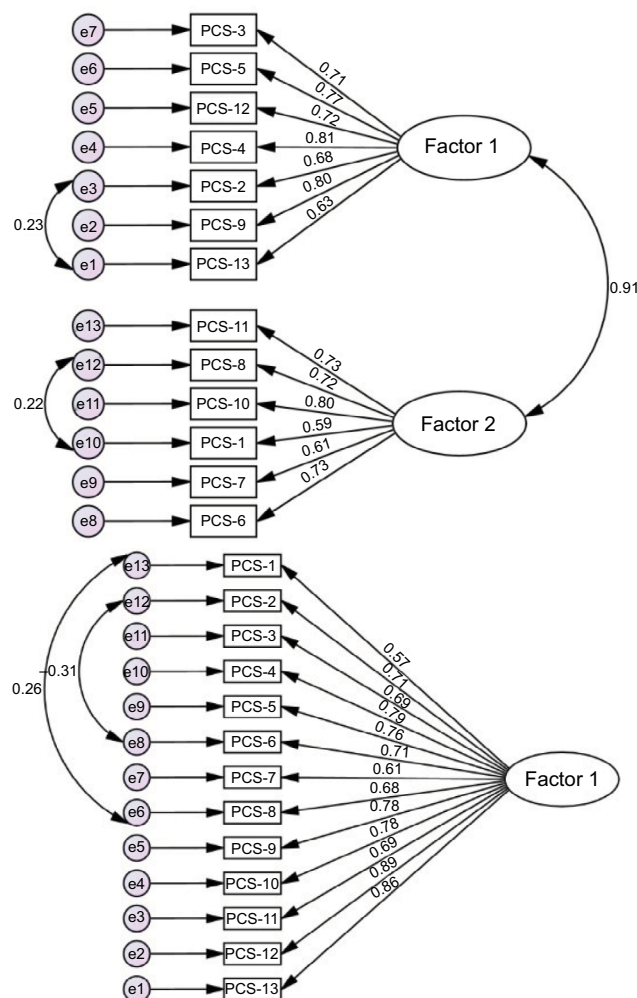 e7 PCS-3
0.71
e6 PCS-5
0.77
e5 PCS-12
0.72
e4 PCS-4
0.81
Factor 1
e3 PCS-2
0.68
0.23
e2 PCS-9
0.80
e1 PCS-13
0.63
0.91
e13 PCS-11
0.73
e12 PCS-8
0.72
0.22
e11 PCS-10
0.80
Factor 2
e10 PCS-1
0.59
e9 PCS-7
0.61
e8 PCS-6
0.73
e13 PCS-1
0.57
e12 PCS-2
0.71
e11 PCS-3
0.69
–0.31
e10 PCS-4
0.79
0.26
e9 PCS-5
0.76
e8 PCS-6
0.71
e7 PCS-7
0.61
Factor 1
e6 PCS-8
0.68
e5 PCS-9
0.78
e4 PCS-10
0.78
e3 PCS-11
0.69
e2 PCS-12
0.89
e1 PCS-13
0.86